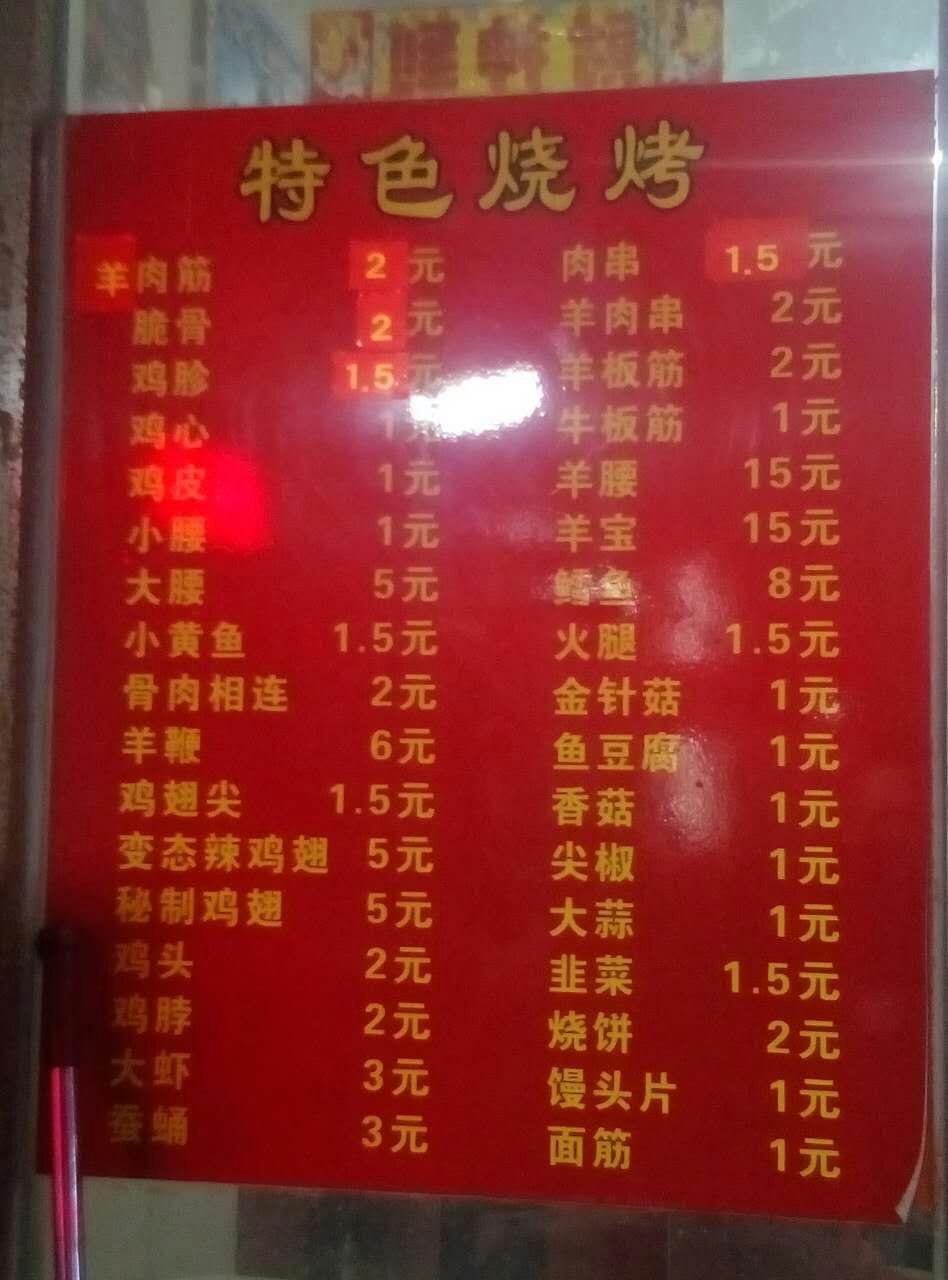 特色烧烤
羊肉筋 2元
脆骨 2元
鸡胗 1.5元
鸡心 1元
鸡皮 1元
小腰 1元
大腰 5元
小黄鱼 1.5元
骨肉相连 2元
羊鞭 6元
鸡翅尖 1.5元
变态辣鸡翅 5元
秘制鸡翅 5元
鸡头 2元
鸡脖 2元
大虾 3元
蚕蛹 3元
肉串 1.5元
羊肉串 2元
羊板筋 2元
牛板筋 1元
羊腰 15元
羊宝 15元
鳕鱼 8元
火腿 1.5元
金针菇 1元
鱼豆腐 1元
香菇 1元
尖椒 1元
大蒜 1元
韭菜 1.5元
烧饼 2元
馒头片 1元
面筋 1元